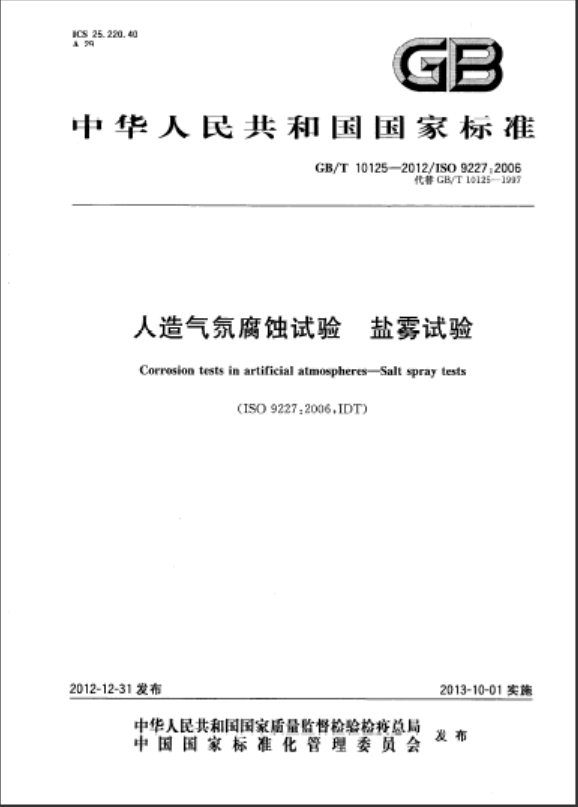 ICS 25.220.40
A 29
GB
中华人民共和国国家标准
GB/T 10125—2012/ISO 9227:2006
代替 GB/T 10125—1997
人造气氛腐蚀试验 盐雾试验
Corrosion tests in artificial atmospheres—Salt spray tests
(ISO 9227:2006,IDT)
2012-12-31 发布
2013-10-01 实施
中华人民共和国国家质量监督检验检疫总局
中国国家标准化管理委员会
发布